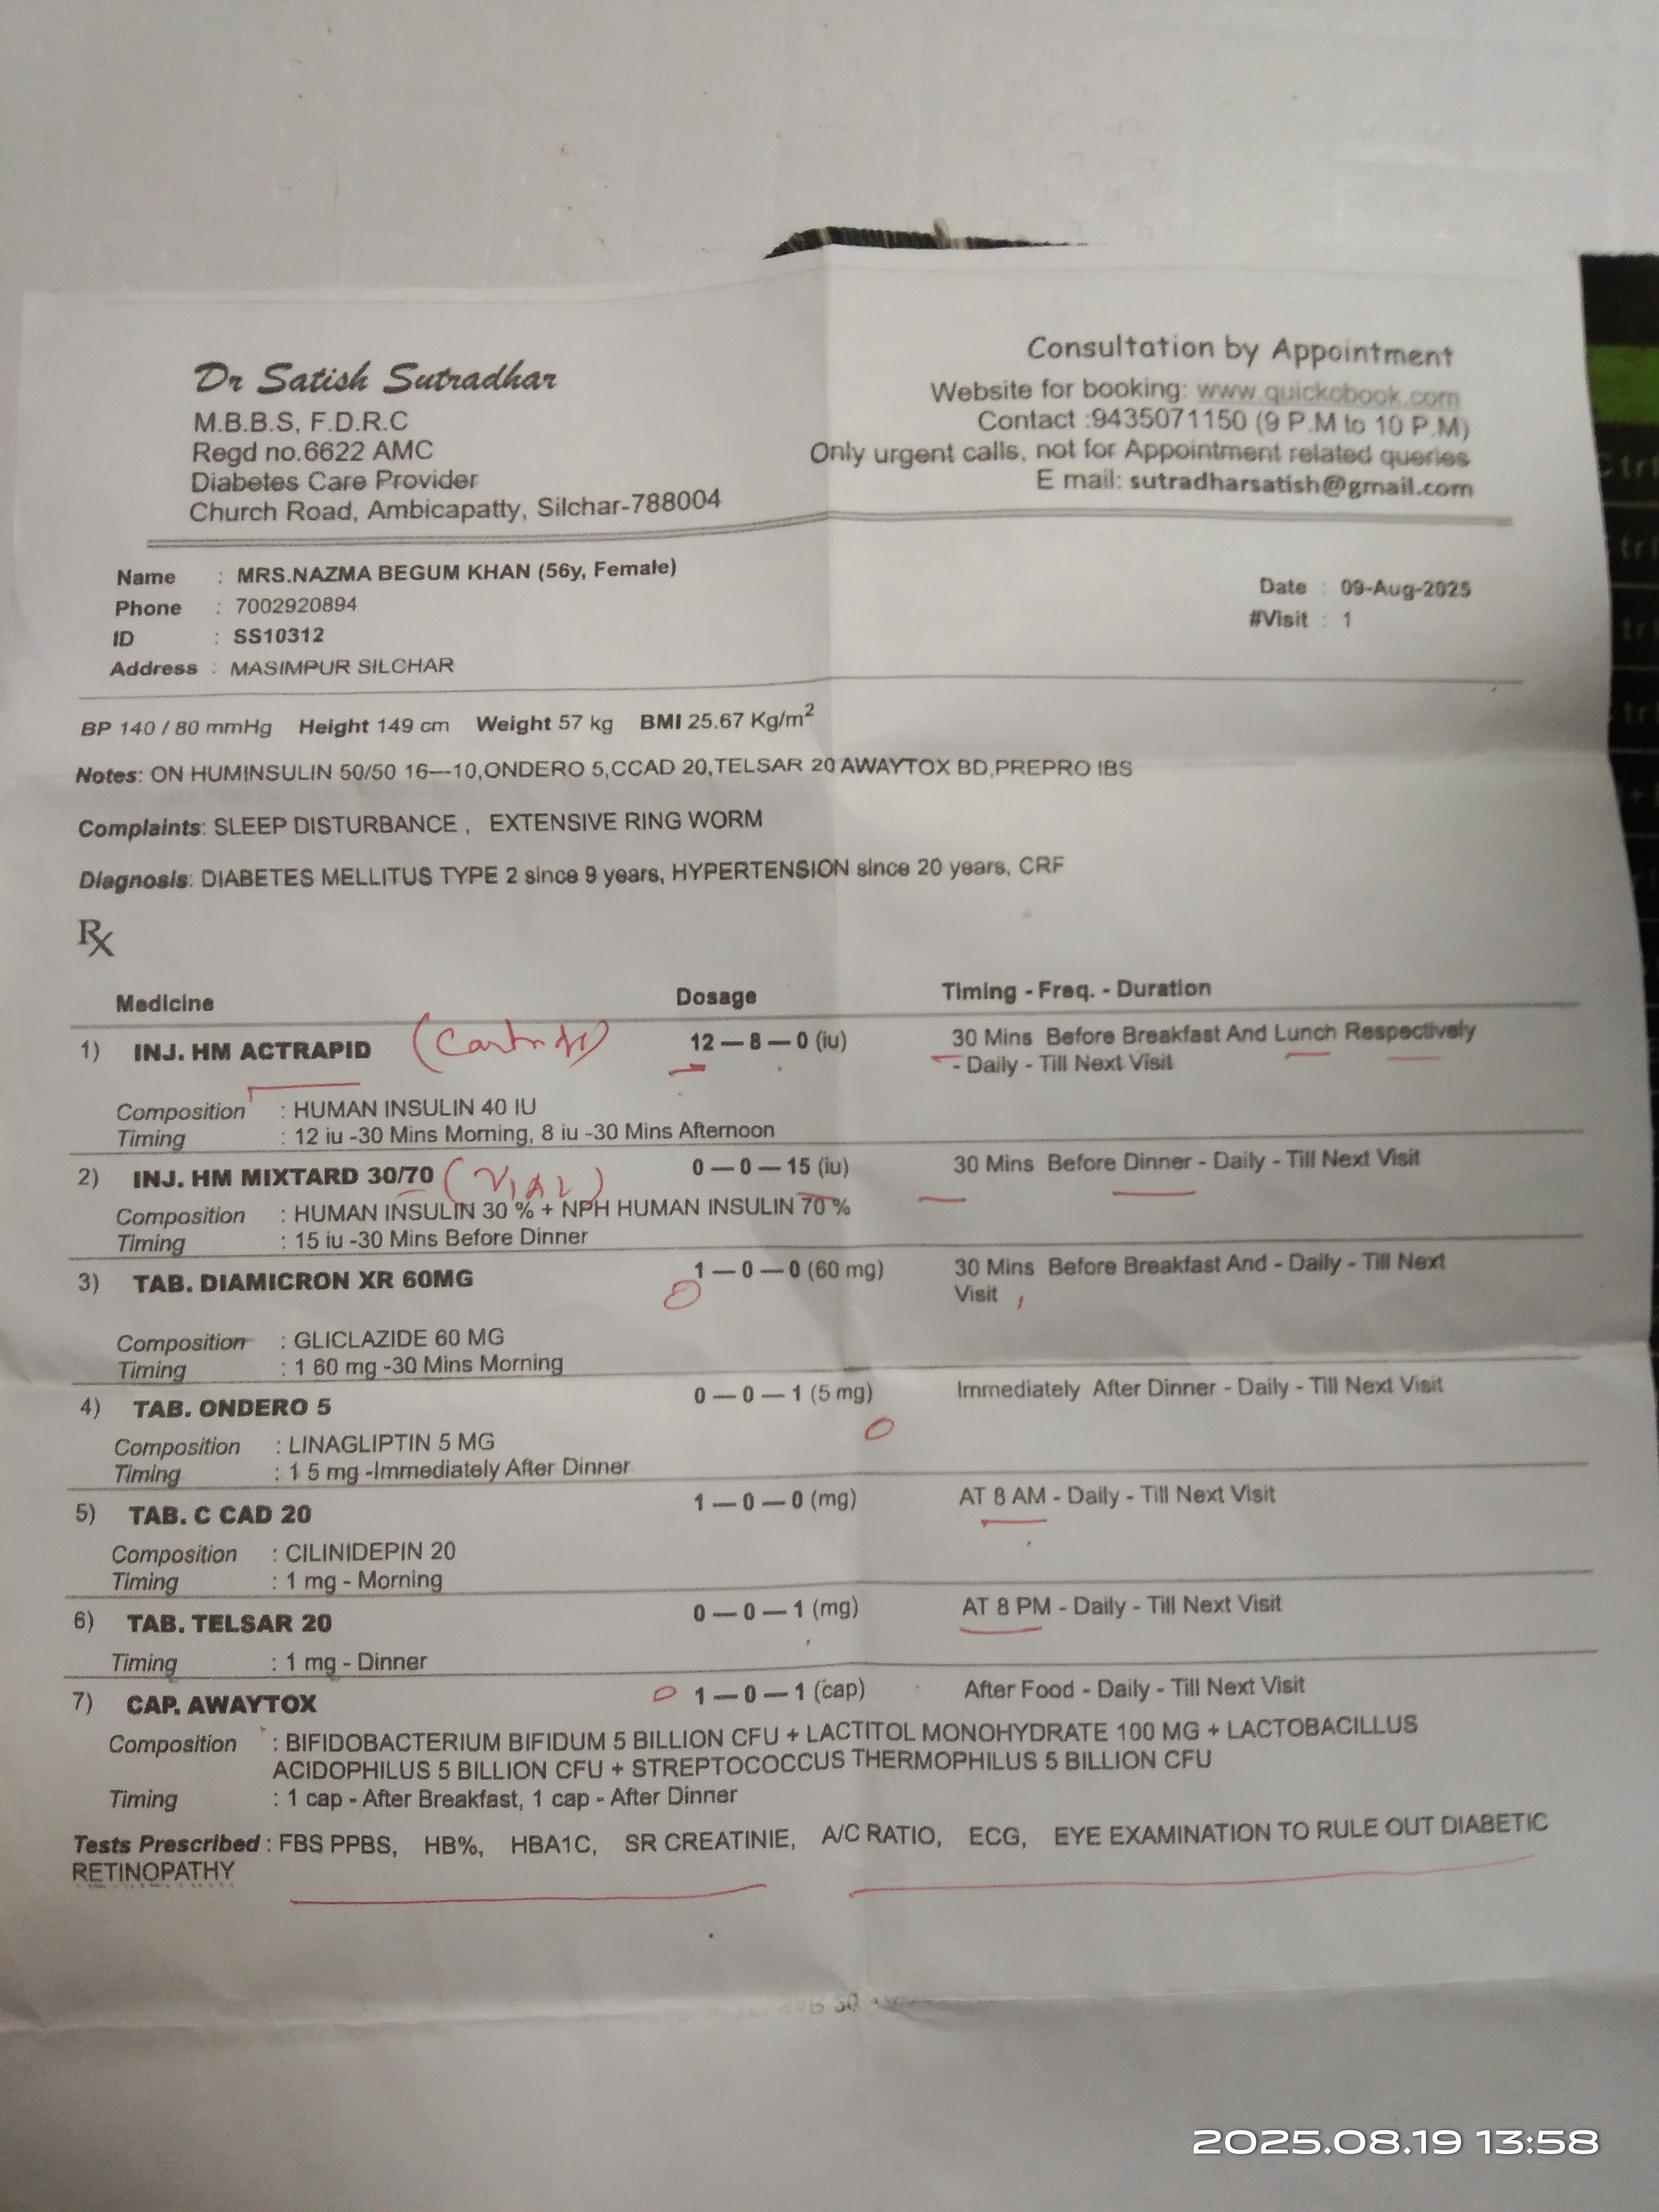 Dr Satish Sutradhar
M.B.B.S, F.D.R.C
Regd no.6622 AMC
Diabetes Care Provider
Church Road, Ambicapatty, Silchar-788004
Consultation by Appointment
Website for booking: www.quickobook.com
Contact :9435071150 (9 P.M to 10 P.M)
Only urgent calls, not for Appointment related queries
E mail: sutradharsatish@gmail.com
Name : MRS.NAZMA BEGUM KHAN (56y, Female)
Phone : 7002920894
ID : SS10312
Address : MASIMPUR SILCHAR
Date : 09-Aug-2025
#Visit : 1
BP 140 / 80 mmHg Height 149 cm Weight 57 kg BMI 25.67 Kg/m²
Notes: ON HUMINSULIN 50/50 16—10,ONDERO 5,CCAD 20,TELSAR 20 AWAYTOX BD,PREPRO IBS
Complaints: SLEEP DISTURBANCE , EXTENSIVE RING WORM
Diagnosis: DIABETES MELLITUS TYPE 2 since 9 years, HYPERTENSION since 20 years, CRF
Rx
Medicine Dosage Timing - Freq. - Duration
1) INJ. HM ACTRAPID 12 — 8 — 0 (iu) 30 Mins Before Breakfast And Lunch Respectively
- Daily - Till Next Visit
Composition : HUMAN INSULIN 40 IU
Timing : 12 iu -30 Mins Morning, 8 iu -30 Mins Afternoon
2) INJ. HM MIXTARD 30/70 (VIAL) 0 — 0 — 15 (iu) 30 Mins Before Dinner - Daily - Till Next Visit
Composition : HUMAN INSULIN 30 % + NPH HUMAN INSULIN 70 %
Timing : 15 iu -30 Mins Before Dinner
3) TAB. DIAMICRON XR 60MG 1 — 0 — 0 (60 mg) 30 Mins Before Breakfast And - Daily - Till Next
Visit
Composition : GLICLAZIDE 60 MG
Timing : 1 60 mg -30 Mins Morning
4) TAB. ONDERO 5 0 — 0 — 1 (5 mg) Immediately After Dinner - Daily - Till Next Visit
Composition : LINAGLIPTIN 5 MG
Timing : 1 5 mg -Immediately After Dinner
5) TAB. C CAD 20 1 — 0 — 0 (mg) AT 8 AM - Daily - Till Next Visit
Composition : CILINIDEPIN 20
Timing : 1 mg - Morning
6) TAB. TELSAR 20 0 — 0 — 1 (mg) AT 8 PM - Daily - Till Next Visit
Timing : 1 mg - Dinner
7) CAP. AWAYTOX 1 — 0 — 1 (cap) After Food - Daily - Till Next Visit
Composition : BIFIDOBACTERIUM BIFIDUM 5 BILLION CFU + LACTITOL MONOHYDRATE 100 MG + LACTOBACILLUS
ACIDOPHILUS 5 BILLION CFU + STREPTOCOCCUS THERMOPHILUS 5 BILLION CFU
Timing : 1 cap - After Breakfast, 1 cap - After Dinner
Tests Prescribed : FBS PPBS, HB%, HBA1C, SR CREATINIE, A/C RATIO, ECG, EYE EXAMINATION TO RULE OUT DIABETIC
RETINOPATHY
2025.08.19 13:58